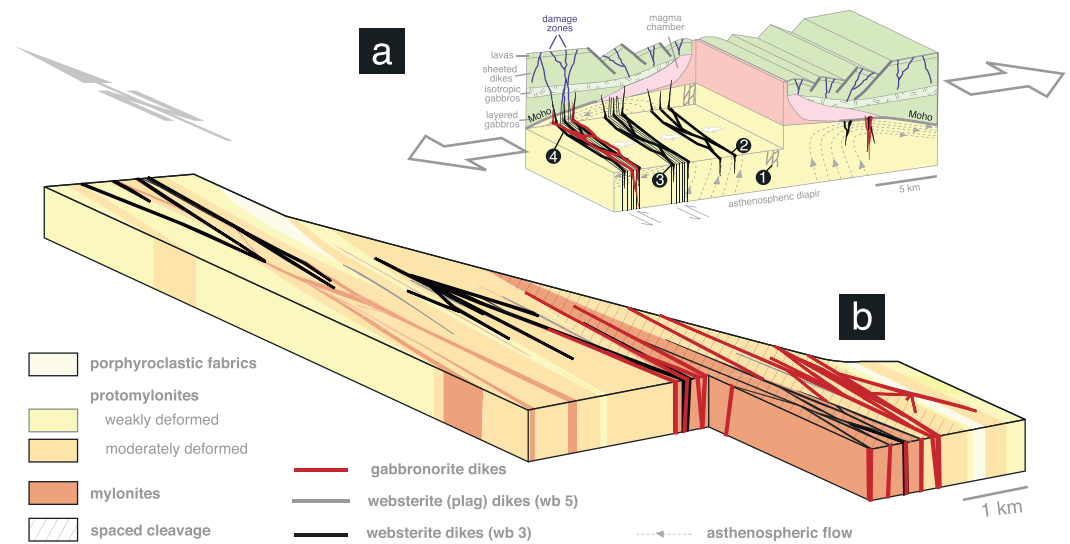 a
damage
zones
magma
chamber
lavas
sheeted
dikes
isotropic
gabbros
layered
gabbros
Moho
Moho
4
3
2
1
asthenospheric diapir
5 km
b
porphyroclastic fabrics
protomylonites
weakly deformed
moderately deformed
mylonites
spaced cleavage
gabbronorite dikes
websterite (plag) dikes (wb 5)
websterite dikes (wb 3)
asthenospheric flow
1 km